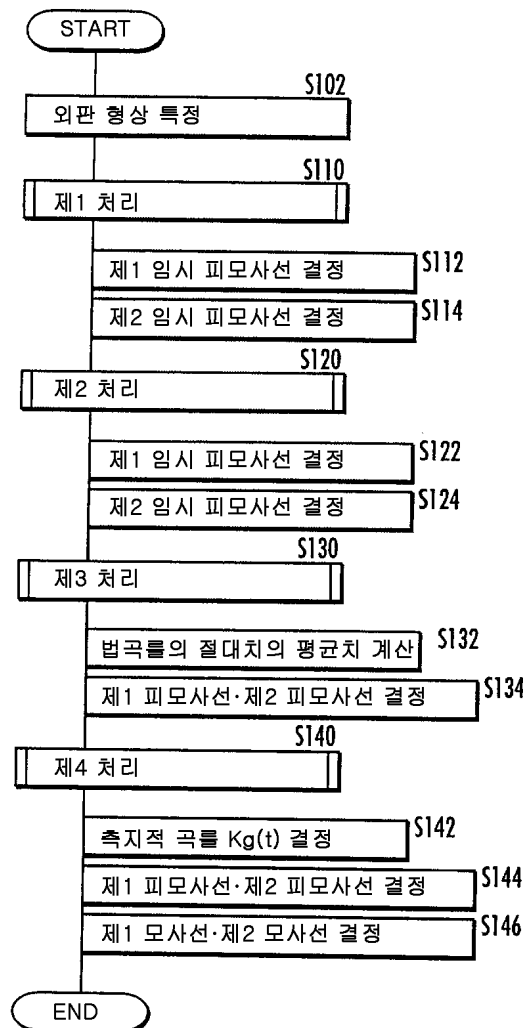 START
S102
외판 형상 특정
S110
제1 처리
제1 임시 피모사선 결정 S112
제2 임시 피모사선 결정 S114
S120
제2 처리
제1 임시 피모사선 결정 S122
제2 임시 피모사선 결정 S124
S130
제3 처리
법곡률의 절대치의 평균치 계산 S132
제1 피모사선·제2 피모사선 결정 S134
S140
제4 처리
측지적 곡률 Kg(t) 결정 S142
제1 피모사선·제2 피모사선 결정 S144
제1 모사선·제2 모사선 결정 S146
END